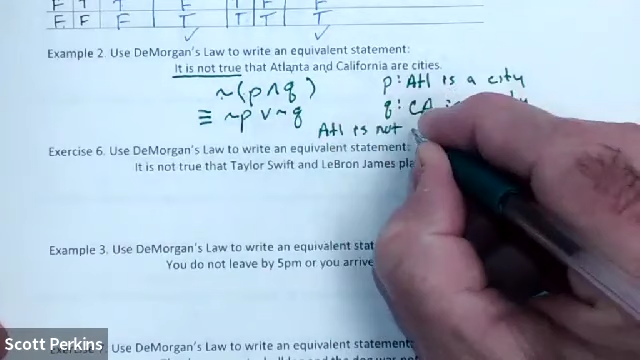 F T T F T F F
F F F T T T T
Example 2. Use DeMorgan's Law to write an equivalent statement:
It is not true that Atlanta and California are cities.
~(p∧q)
p: Atl is a city
≡ ~p ∨ ~q
q: CA is
Atl is not
Exercise 6. Use DeMorgan's Law to write an equivalent statement:
It is not true that Taylor Swift and LeBron James
Example 3. Use DeMorgan's Law to write an equivalent
You do not leave by 5pm or you arrive
Use DeMorgan's Law to write an equivalent statement:
Scott Perkins